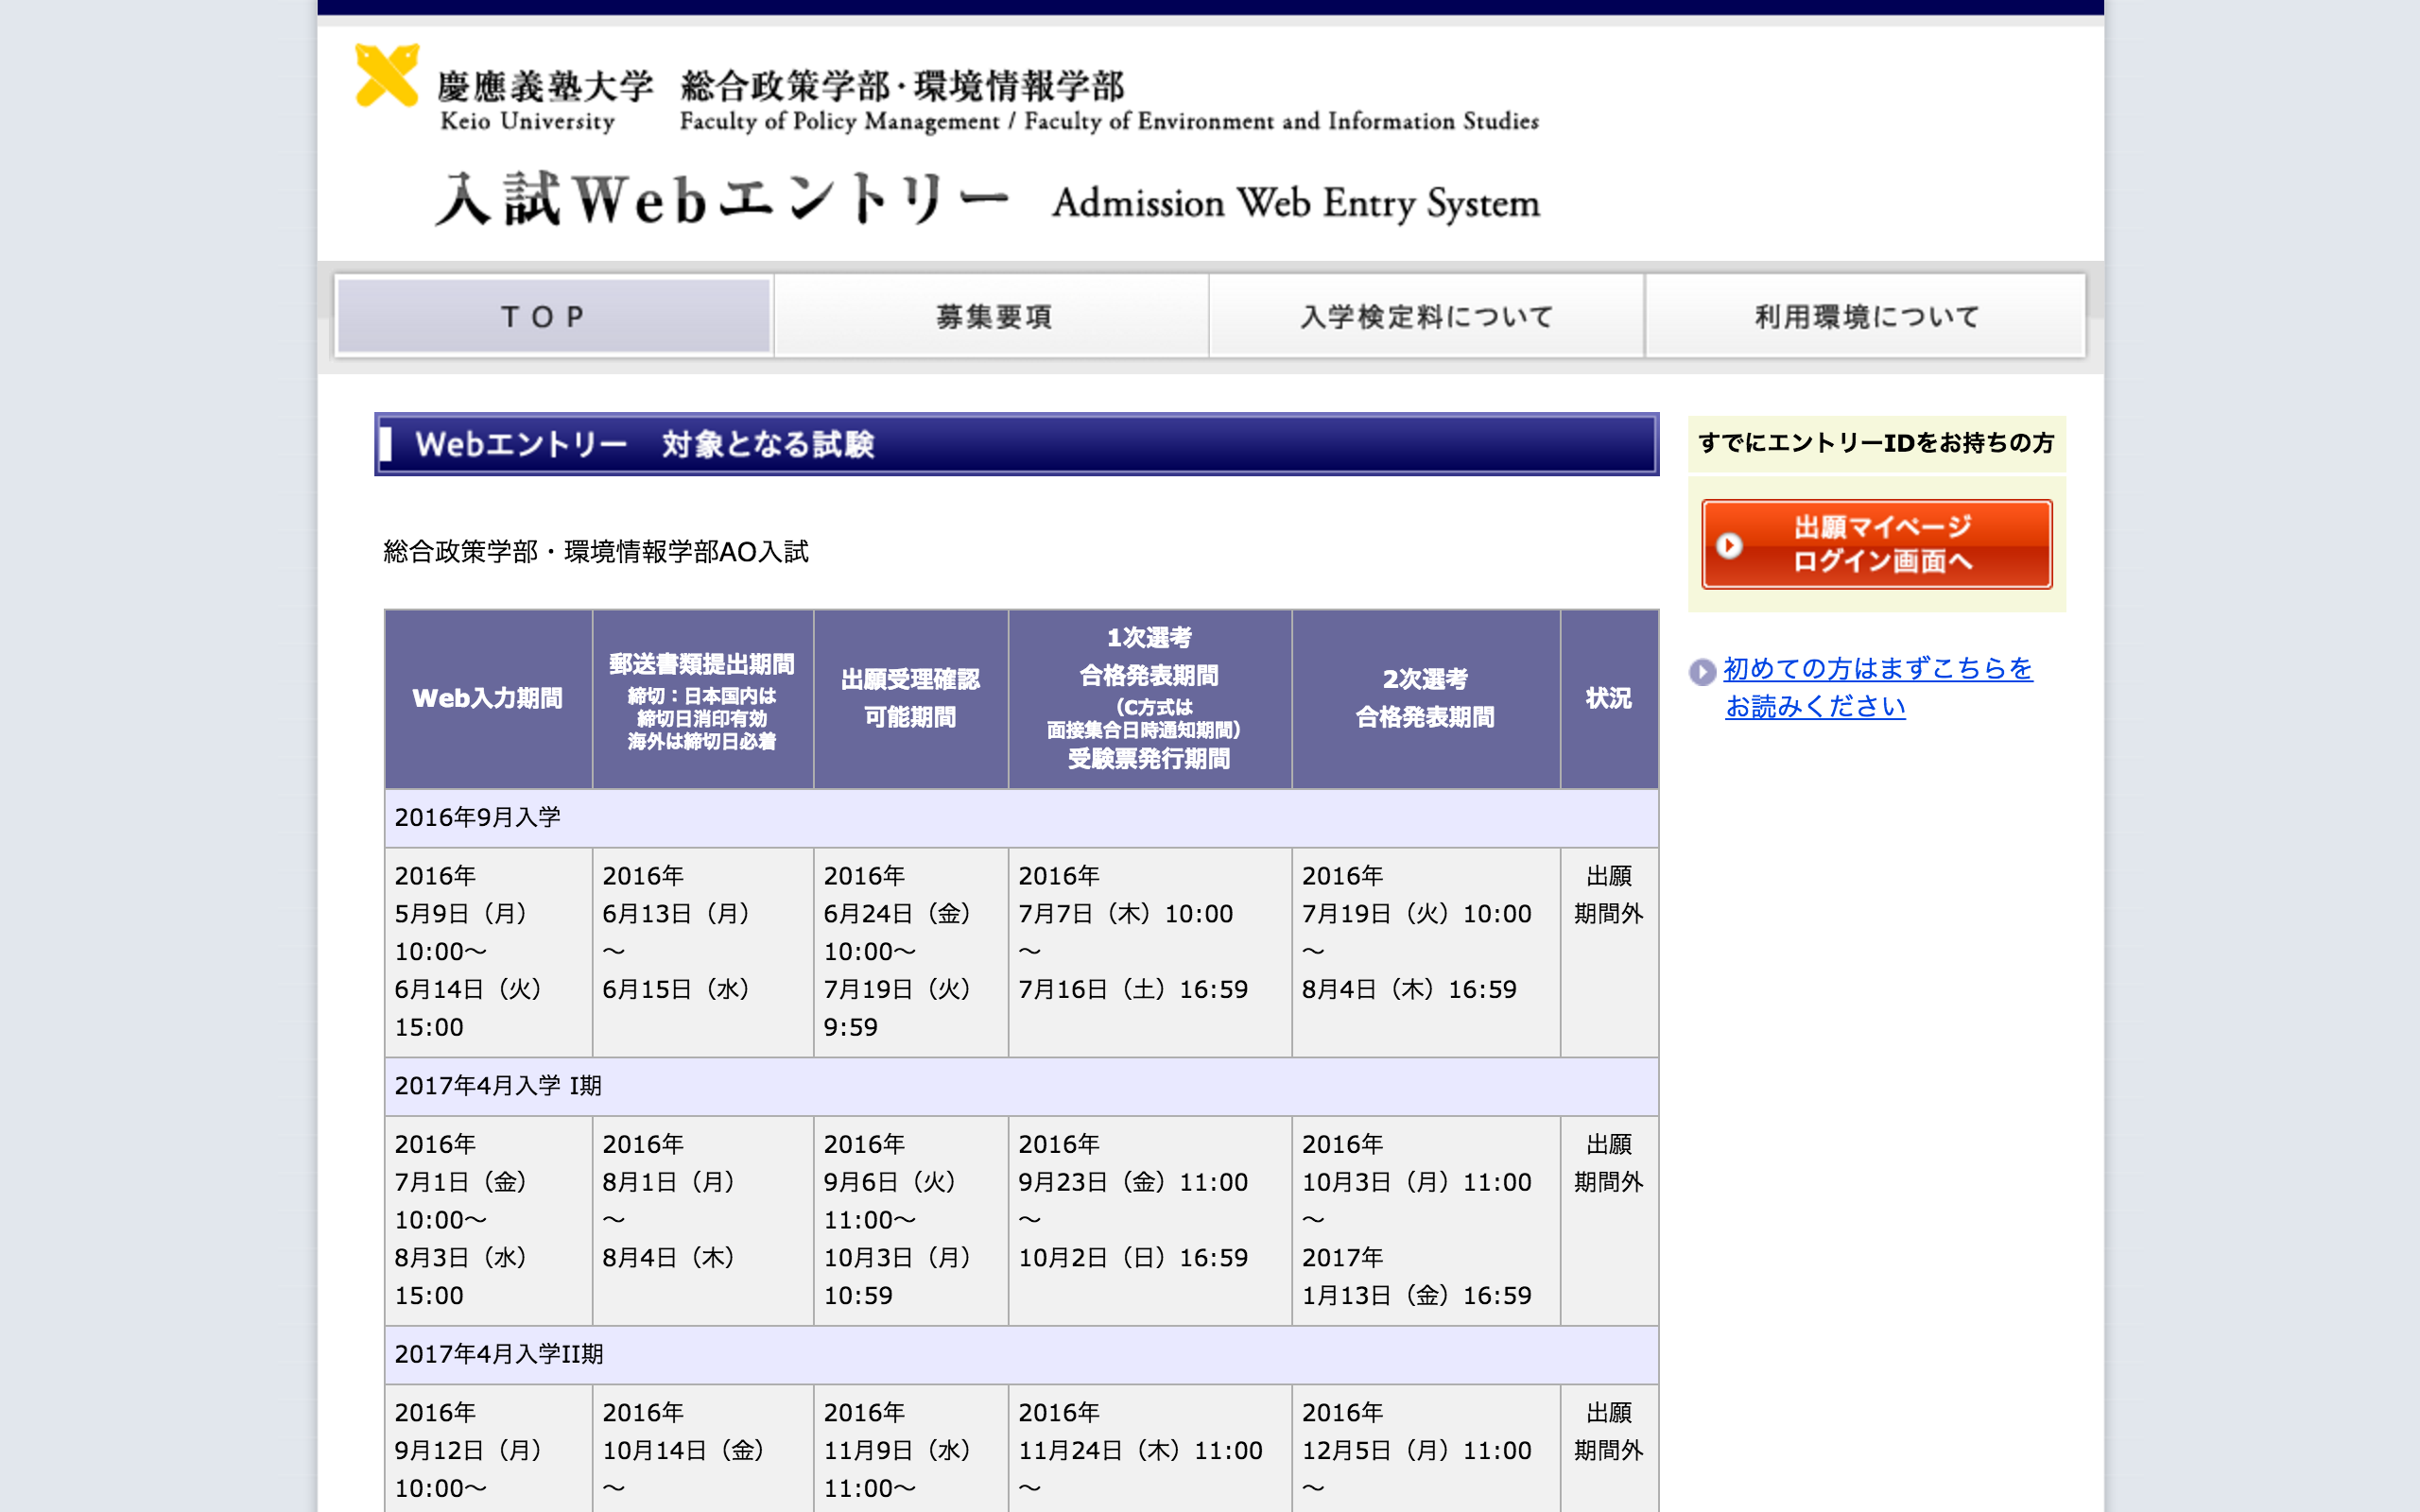 慶應義塾大学 総合政策学部・環境情報学部
Keio University Faculty of Policy Management / Faculty of Environment and Information Studies
入試Webエントリー Admission Web Entry System
TOP
募集要項
入学検定料について
利用環境について
Webエントリー 対象となる試験
すでにエントリーIDをお持ちの方
出願マイページ
ログイン画面へ
初めての方はまずこちらを
お読みください
総合政策学部・環境情報学部AO入試
Web入力期間
郵送書類提出期間
締切：日本国内は
締切日消印有効
海外は締切日必着
出願受理確認
可能期間
1次選考
合格発表期間
（C方式は
面接集合日時通知期間）
受験票発行期間
2次選考
合格発表期間
状況
2016年9月入学
2016年
5月9日（月）
10:00～
6月14日（火）
15:00
2016年
6月13日（月）
～
6月15日（水）
2016年
6月24日（金）
10:00～
7月19日（火）
9:59
2016年
7月7日（木）10:00
～
7月16日（土）16:59
2016年
7月19日（火）10:00
～
8月4日（木）16:59
出願
期間外
2017年4月入学 I期
2016年
7月1日（金）
10:00～
8月3日（水）
15:00
2016年
8月1日（月）
～
8月4日（木）
2016年
9月6日（火）
11:00～
10月3日（月）
10:59
2016年
9月23日（金）11:00
～
10月2日（日）16:59
2016年
10月3日（月）11:00
～
2017年
1月13日（金）16:59
出願
期間外
2017年4月入学II期
2016年
9月12日（月）
10:00～
2016年
10月14日（金）
～
2016年
11月9日（水）
11:00～
2016年
11月24日（木）11:00
～
2016年
12月5日（月）11:00
～
出願
期間外